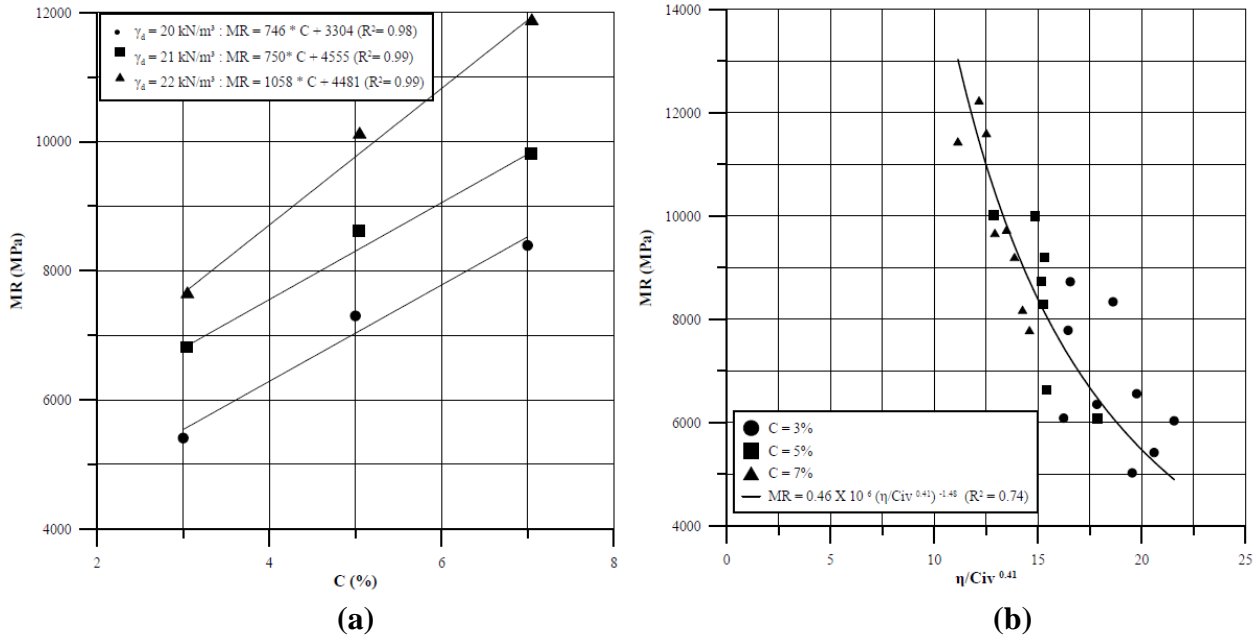 12000
10000
8000
6000
4000
MR (MPa)
γd = 20 kN/m³ : MR = 746 * C + 3304 (R²= 0.98)
γd = 21 kN/m³ : MR = 750* C + 4555 (R²= 0.99)
γd = 22 kN/m³ : MR = 1058 * C + 4481 (R²= 0.99)
2 4 6 8
C (%)
(a)
14000
12000
10000
8000
6000
4000
MR (MPa)
C = 3%
C = 5%
C = 7%
MR = 0.46 X 10 ⁶ (η/Civ ⁰·⁴¹) ⁻¹·⁴⁸ (R² = 0.74)
0 5 10 15 20 25
η/Civ ⁰·⁴¹
(b)